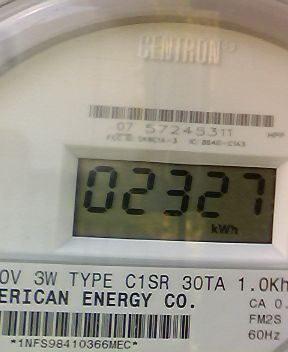 CENTRON
07 57245311
02327
kWh
0V 3W TYPE C1SR 30TA 1.0Kh
ERICAN ENERGY CO.
CA 0.
FM2S
60Hz
*1NFS98410366MEC*